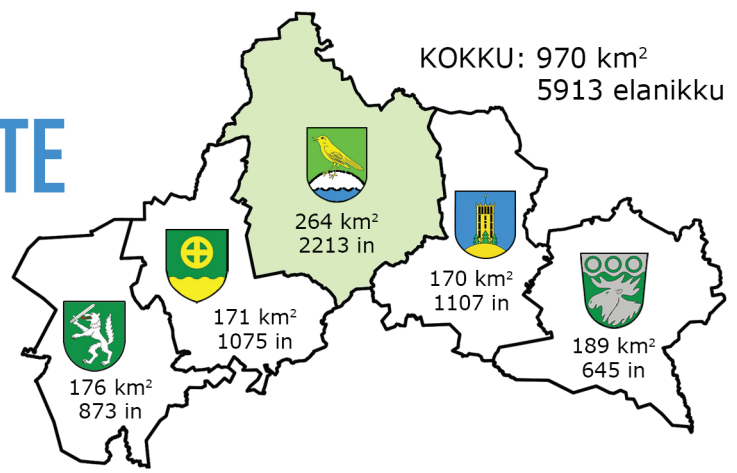 KOKKU: 970 km²
5913 elanikku
TE
264 km²
2213 in
170 km²
1107 in
171 km²
1075 in
189 km²
645 in
176 km²
873 in